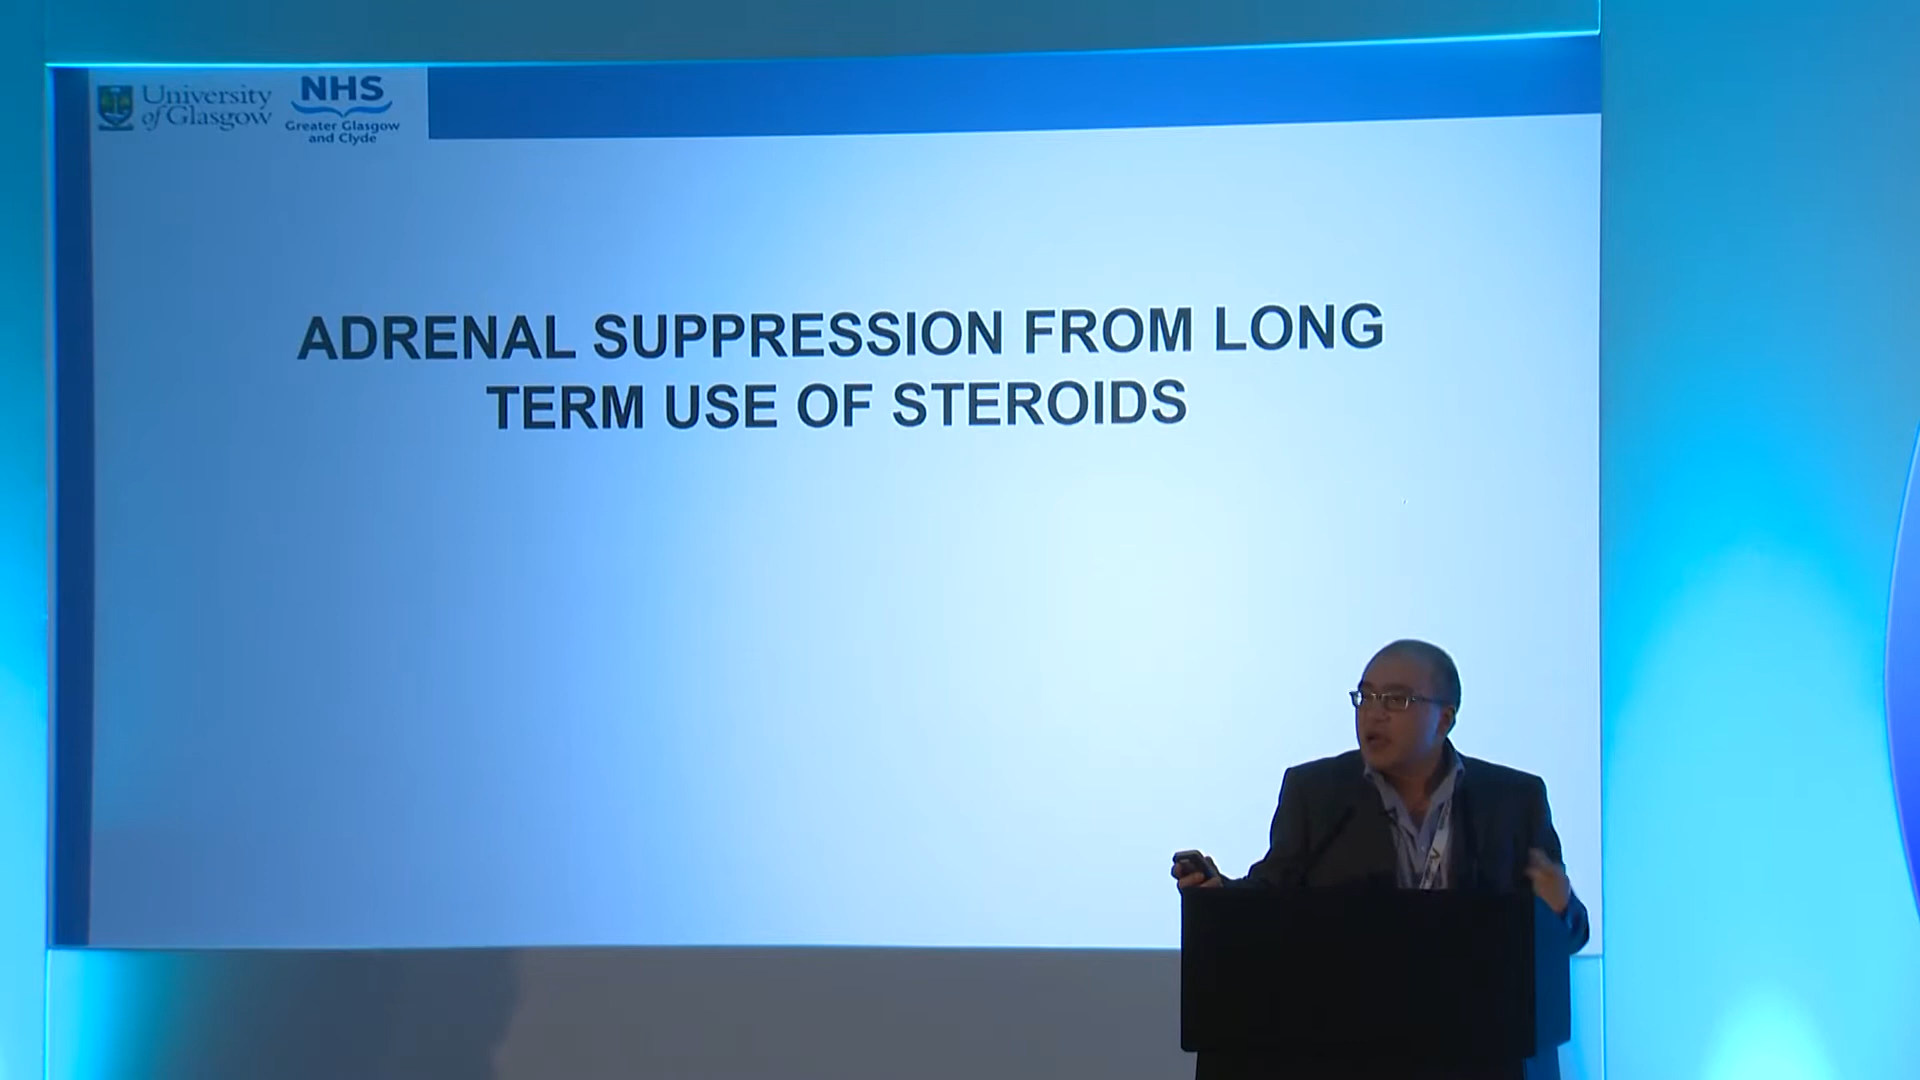 University
of Glasgow
NHS
Greater Glasgow
and Clyde
ADRENAL SUPPRESSION FROM LONG
TERM USE OF STEROIDS